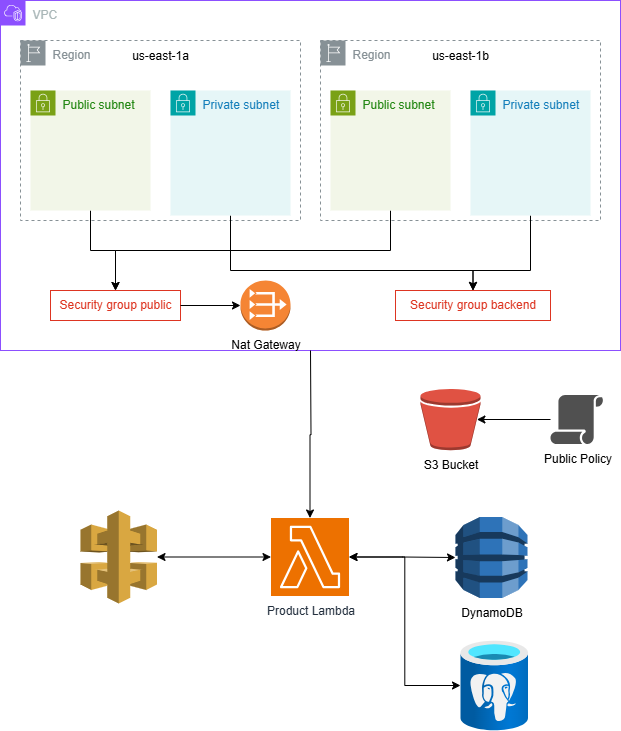 VPC
Region
us-east-1a
Region
us-east-1b
Public subnet
Private subnet
Public subnet
Private subnet
Security group public
Security group backend
Nat Gateway
S3 Bucket
Public Policy
Product Lambda
DynamoDB